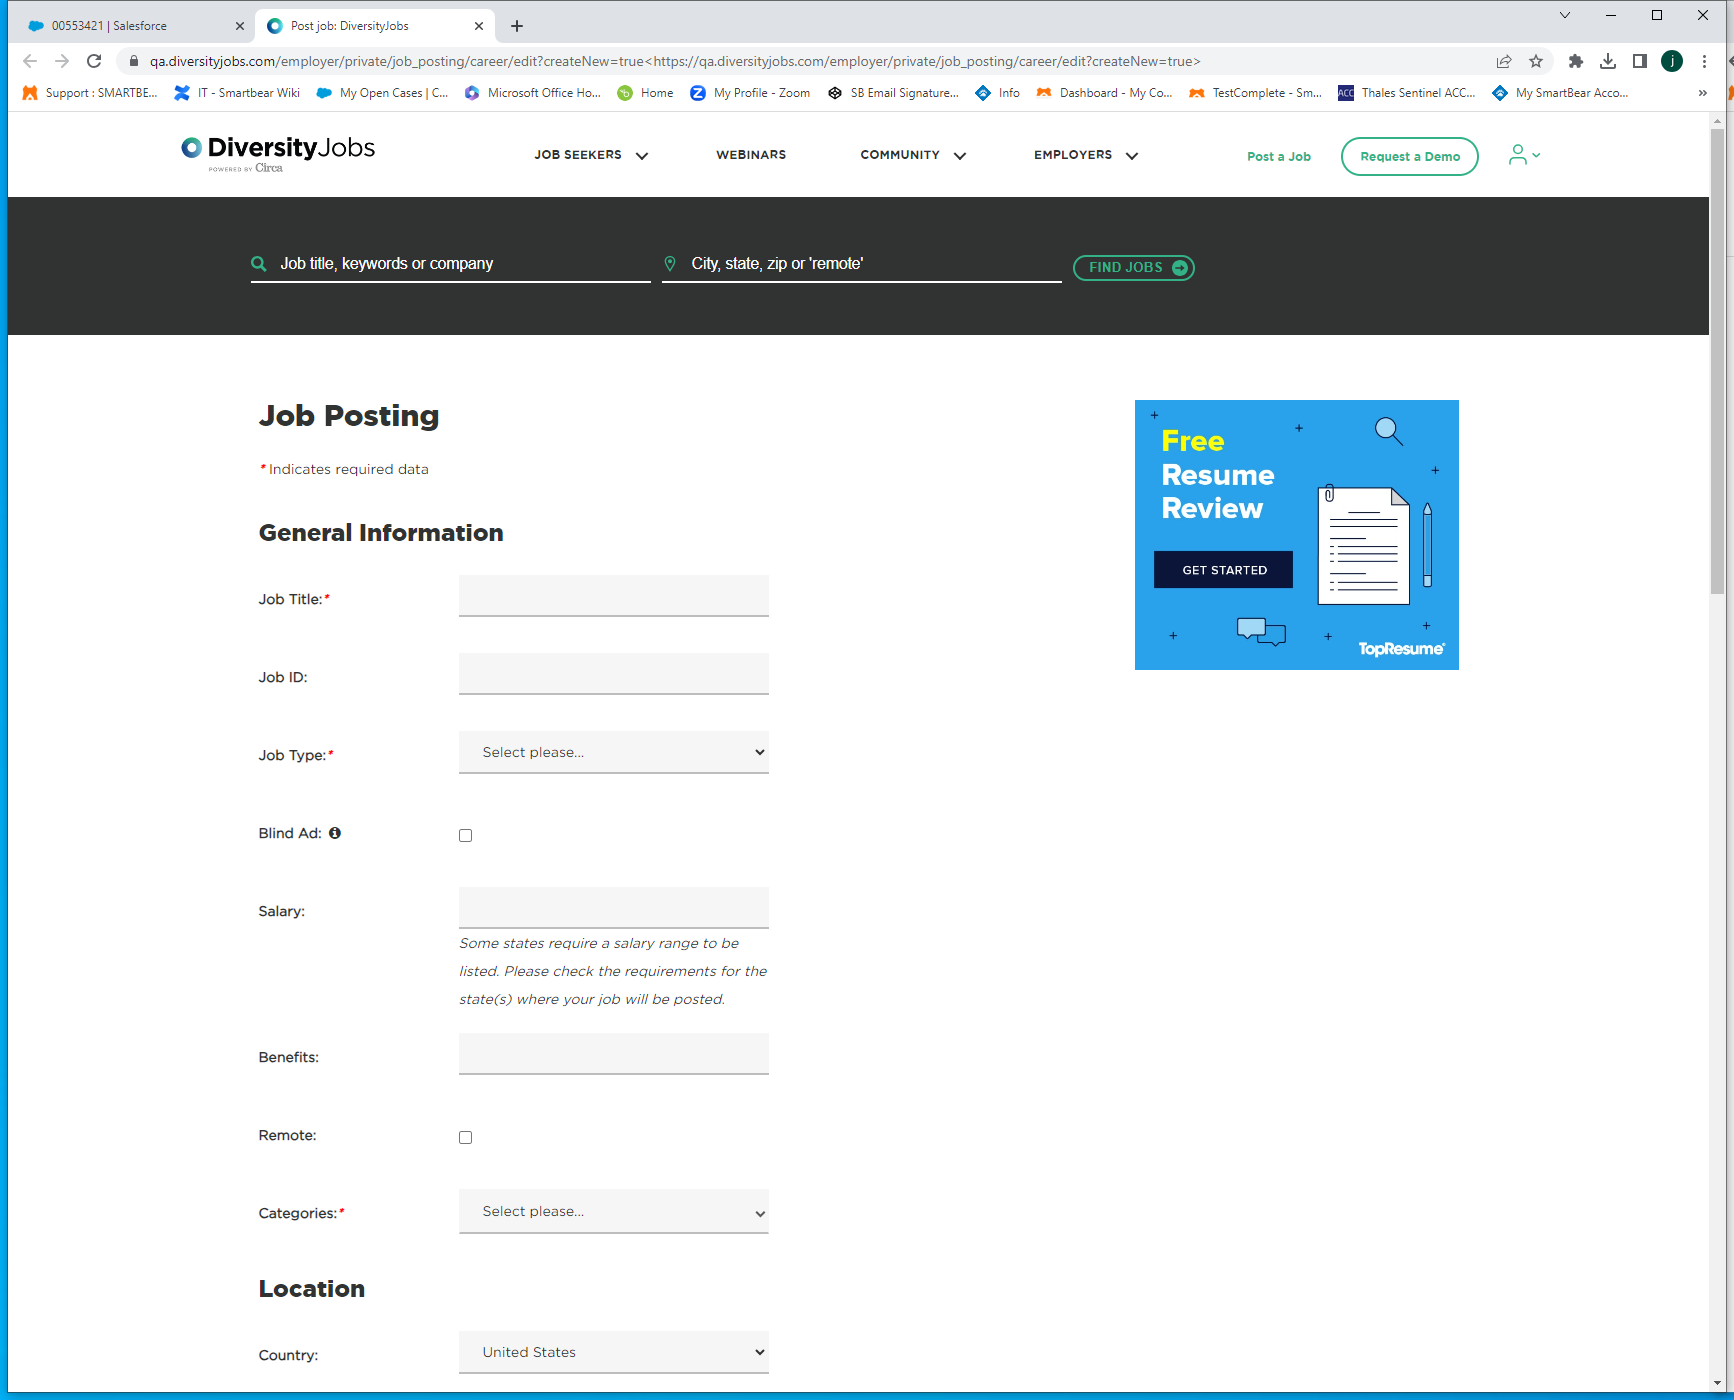 00553421 | Salesforce
Post job: DiversityJobs
qa.diversityjobs.com/employer/private/job_posting/career/edit?createNew=true<https://qa.diversityjobs.com/employer/private/job_posting/career/edit?createNew=true>
j
Support : SMARTBE...
IT - Smartbear Wiki
My Open Cases | C...
Microsoft Office Ho...
Home
My Profile - Zoom
SB Email Signature...
Info
Dashboard - My Co...
TestComplete - Sm...
ACC
Thales Sentinel ACC...
My SmartBear Acco...
»
DiversityJobs
POWERED BY Circa
JOB SEEKERS
WEBINARS
COMMUNITY
EMPLOYERS
Post a Job
Request a Demo
Job title, keywords or company
City, state, zip or 'remote'
FIND JOBS
Job Posting
* Indicates required data
General Information
Job Title:*
Job ID:
Job Type:*
Select please...
Blind Ad:
Salary:
Some states require a salary range to be
listed. Please check the requirements for the
state(s) where your job will be posted.
Benefits:
Remote:
Categories:*
Select please...
Location
Country:
United States
Free
Resume
Review
GET STARTED
TopResume